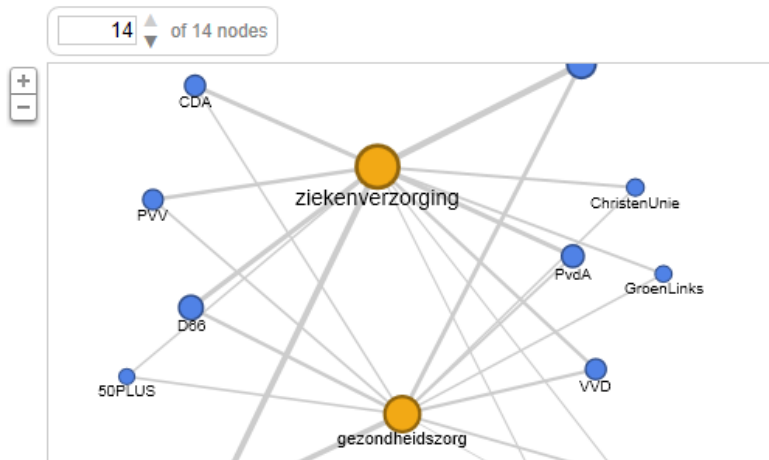 14 of 14 nodes
+
−
CDA
ziekenverzorging
PVV
ChristenUnie
PvdA
GroenLinks
D66
50PLUS
VVD
gezondheidszorg